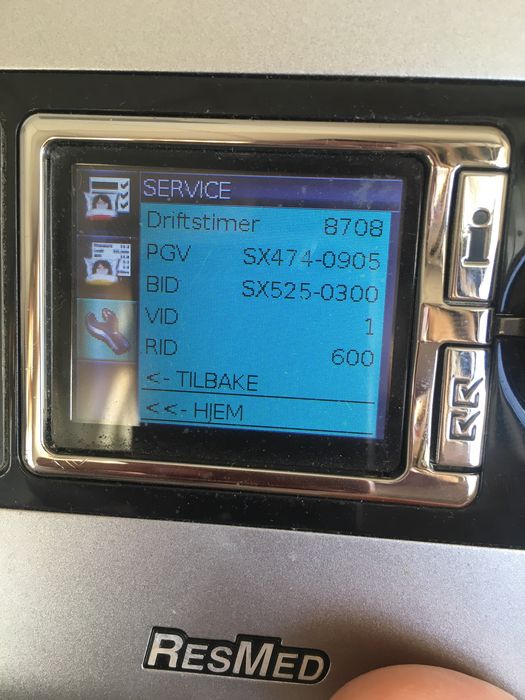 SERVICE
Driftstimer 8708
PGV SX474-0905
BID SX525-0300
VID 1
RID 600
<- TILBAKE
<<- HJEM
RESMED